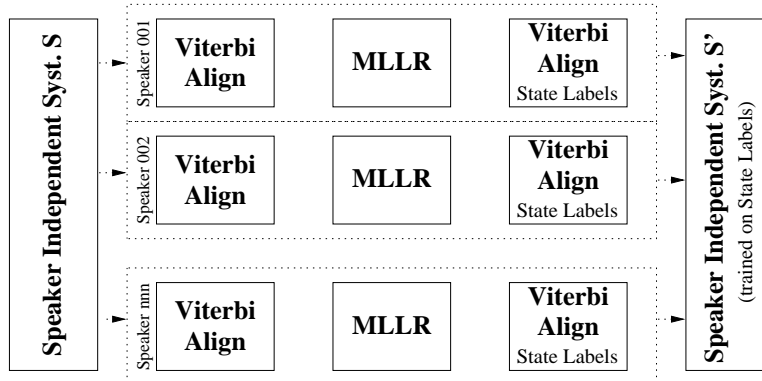 Speaker Independent Syst. S
Speaker 001
Viterbi
Align
MLLR
Viterbi
Align
State Labels
Speaker 002
Viterbi
Align
MLLR
Viterbi
Align
State Labels
Speaker nnn
Viterbi
Align
MLLR
Viterbi
Align
State Labels
Speaker Independent Syst. S’
(trained on State Labels)